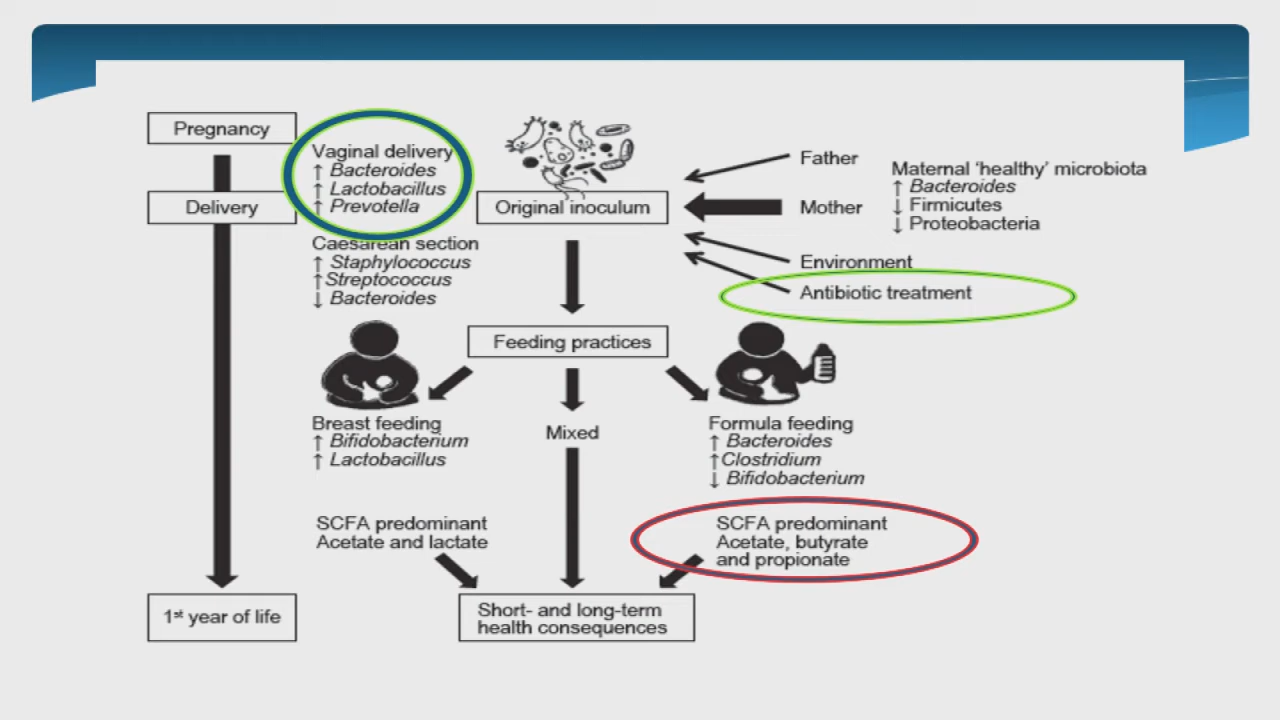 Pregnancy
Delivery
1st year of life
Vaginal delivery
↑ Bacteroides
↑ Lactobacillus
↑ Prevotella
Caesarean section
↑ Staphylococcus
↑Streptococcus
↓ Bacteroides
Original inoculum
Father
Mother
Environment
Antibiotic treatment
Maternal ‘healthy’ microbiota
↑ Bacteroides
↓ Firmicutes
↓ Proteobacteria
Feeding practices
Breast feeding
↑ Bifidobacterium
↑ Lactobacillus
Mixed
Formula feeding
↑ Bacteroides
↑Clostridium
↓ Bifidobacterium
SCFA predominant
Acetate and lactate
SCFA predominant
Acetate, butyrate
and propionate
Short- and long-term
health consequences